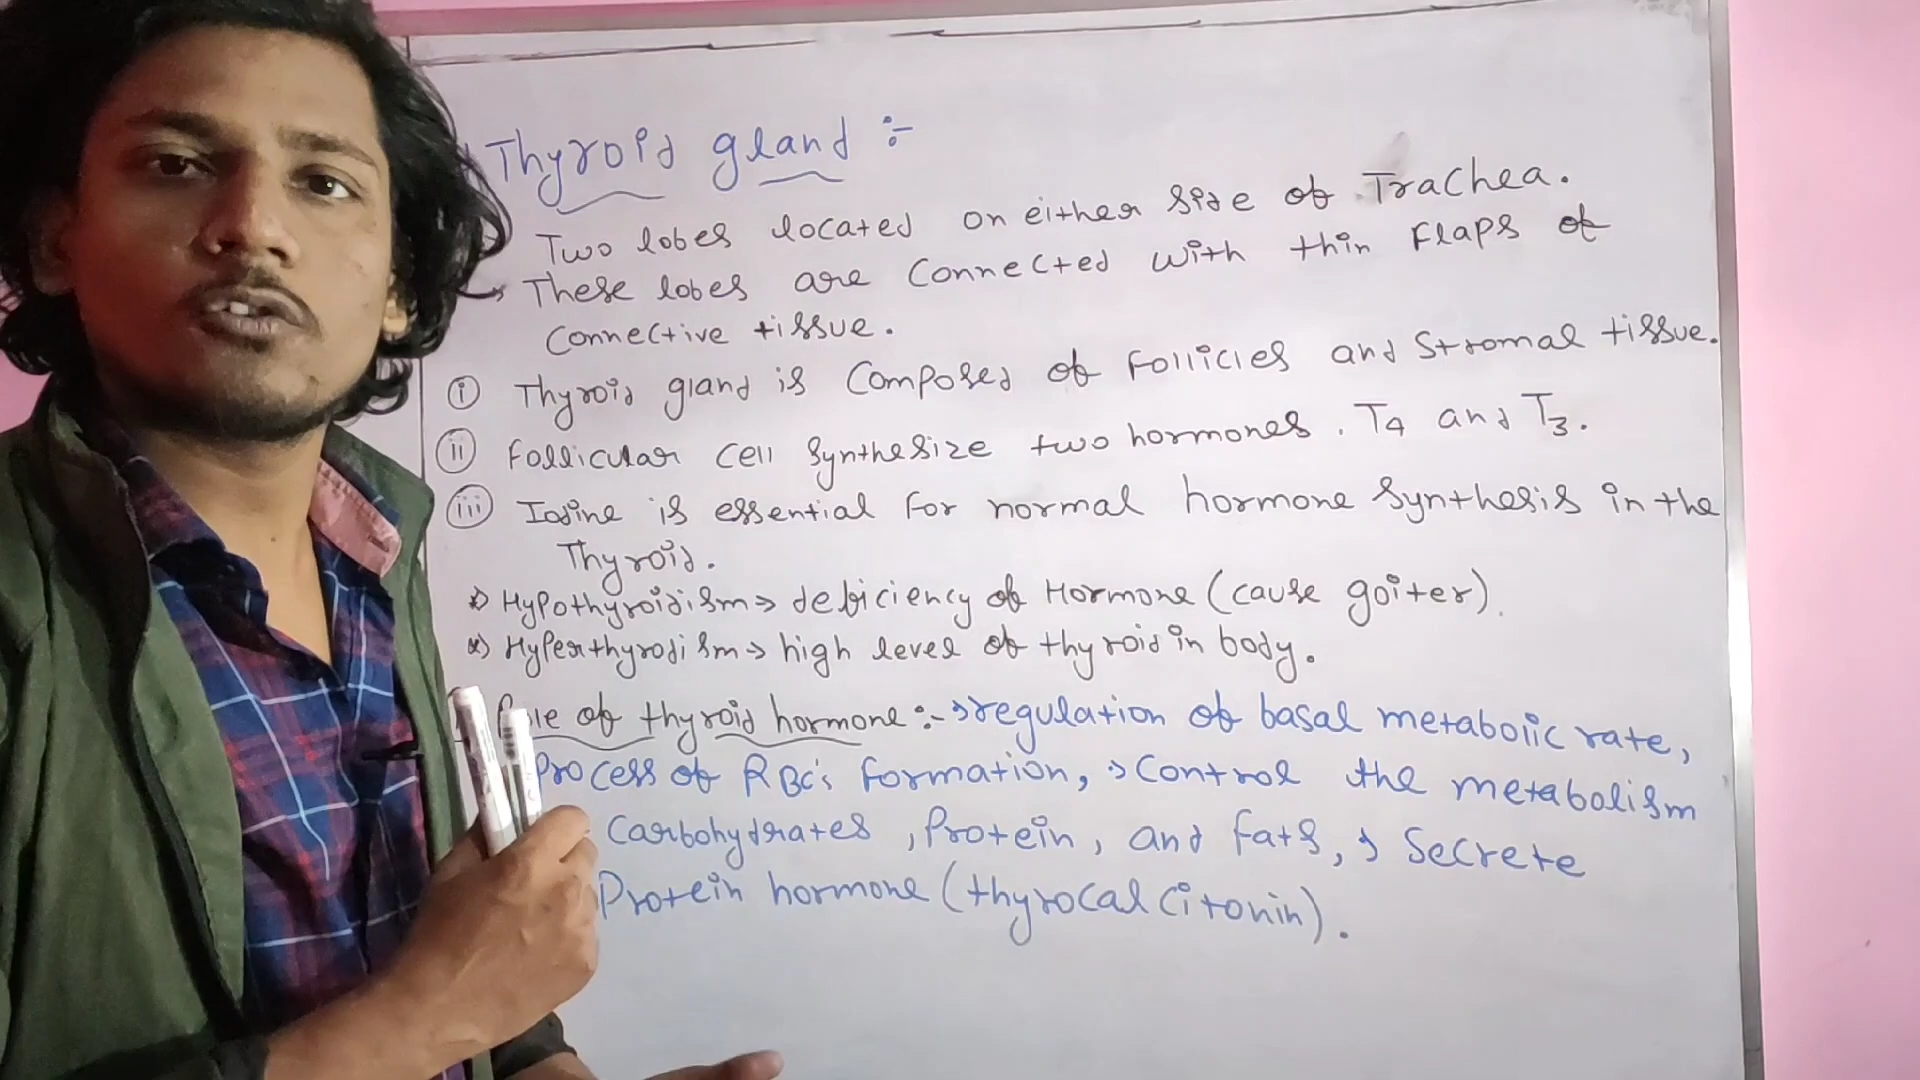 Thyroid gland :-
Two lobes located on either side of Trachea.
These lobes are connected with thin flaps of
connective tissue.
(i) Thyroid gland is composed of Follicles and Stromal tissue.
(ii) Follicular cell synthesize two hormones. T4 and T3.
(iii) Iodine is essential for normal hormone synthesis in the
Thyroid.
*) Hypothyroidism → deficiency of Hormone (cause goiter).
*) Hyperthyrodism → high level of thyroid in body.
of thyroid hormone :- → regulation of basal metaboic rate,
Process of RBC's formation, → Control the metabolism
Carbohydrates, Protein, and fats, → Secrete
Protein hormone (thyrocalcitonin).